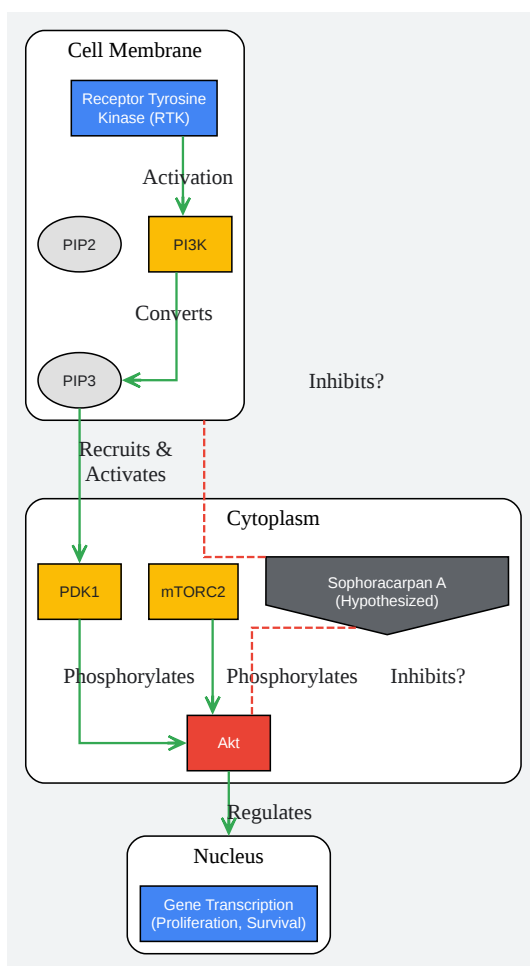 Cell Membrane
Receptor Tyrosine
Kinase (RTK)
Activation
PIP2
PI3K
Converts
PIP3
Inhibits?
Recruits &
Activates
Cytoplasm
PDK1
mTORC2
Sophoracarpan A
(Hypothesized)
Phosphorylates
Phosphorylates
Inhibits?
Akt
Regulates
Nucleus
Gene Transcription
(Proliferation, Survival)